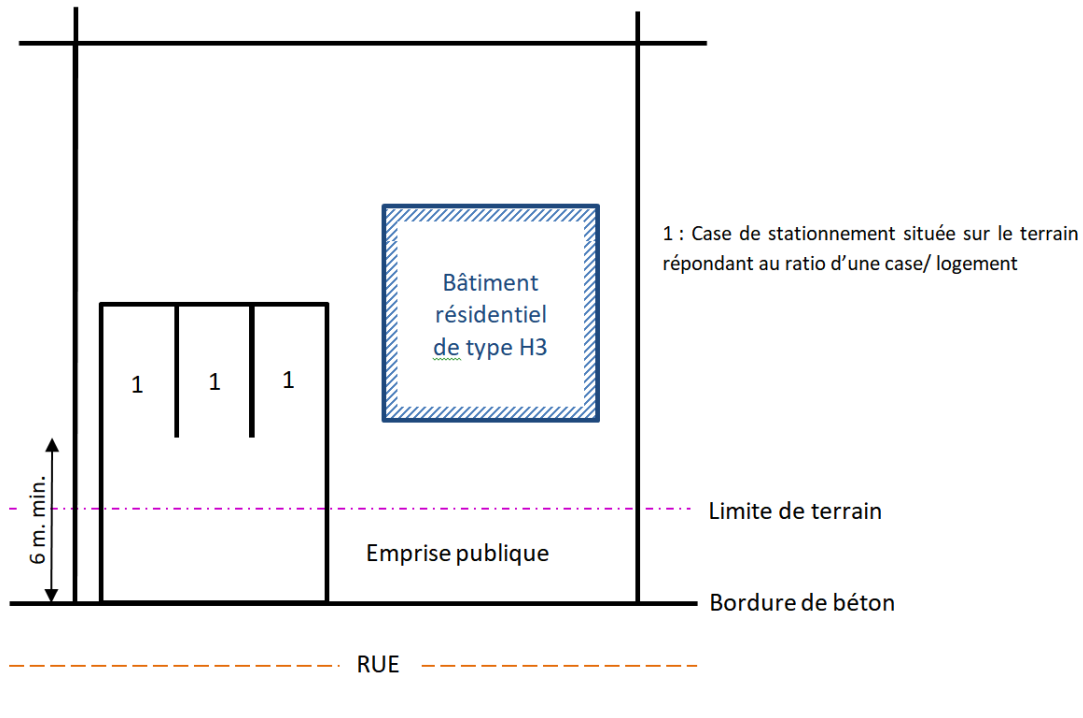 1 : Case de stationnement située sur le terrain
répondant au ratio d’une case/ logement
Bâtiment
résidentiel
de type H3
1
1
1
6 m. min.
Limite de terrain
Emprise publique
Bordure de béton
RUE